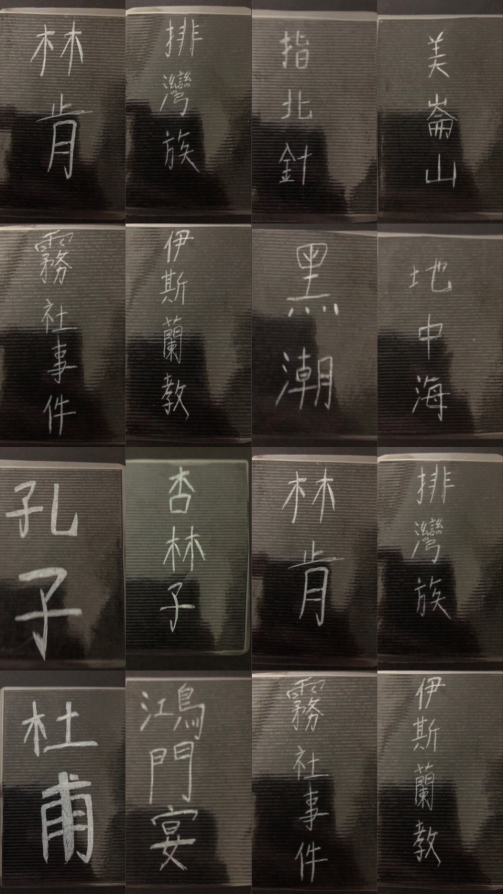 林肯
排灣族
指北針
美崙山
霧社事件
伊斯蘭教
黑潮
地中海
孔子
杏林子
林肯
排灣族
杜甫
鴻門宴
霧社事件
伊斯蘭教